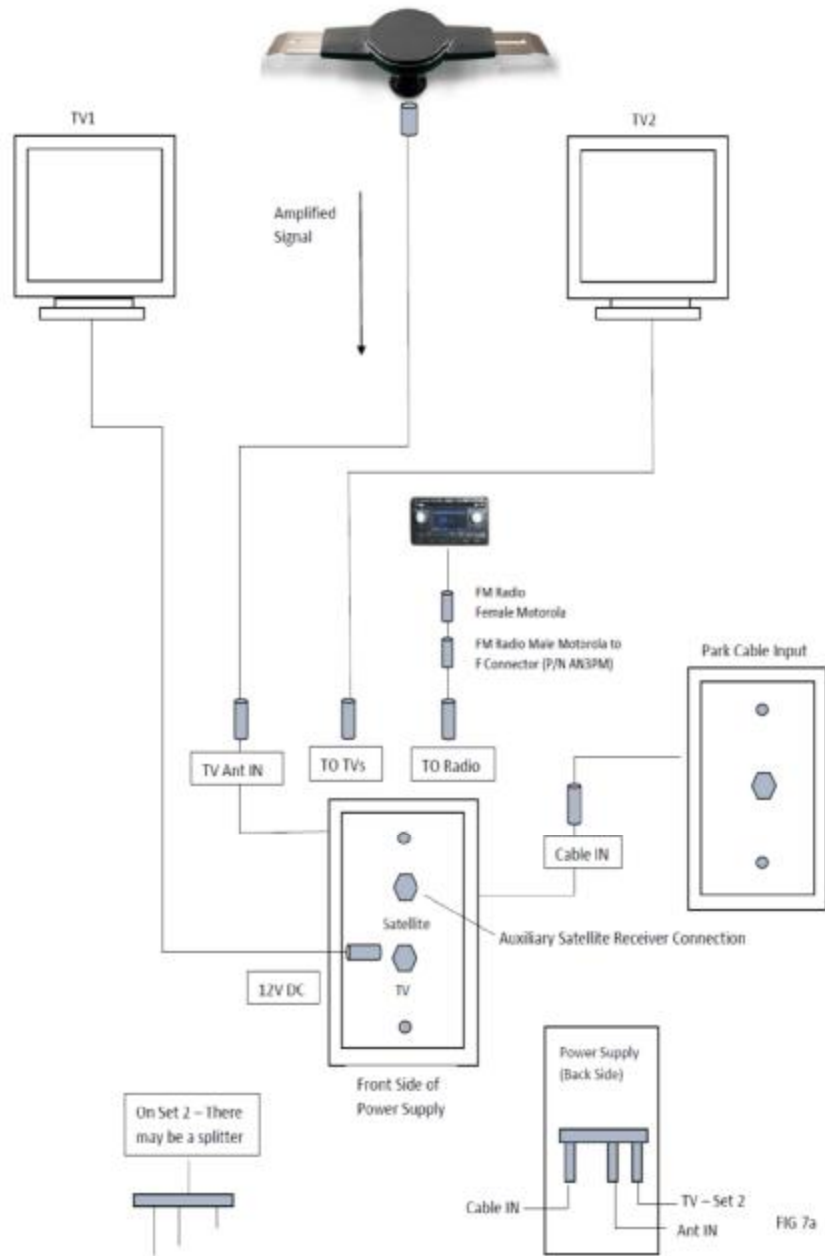 TV1
TV2
Amplified
Signal
FM Radio
Female Motorola
FM Radio Male Motorola to
F Connector (P/N AN3PM)
Park Cable Input
TV Ant IN
TO TVs
TO Radio
Cable IN
Satellite
Auxiliary Satellite Receiver Connection
12V DC
TV
Front Side of
Power Supply
Power Supply
(Back Side)
On Set 2 – There
may be a splitter
Cable IN
TV – Set 2
Ant IN
FIG 7a